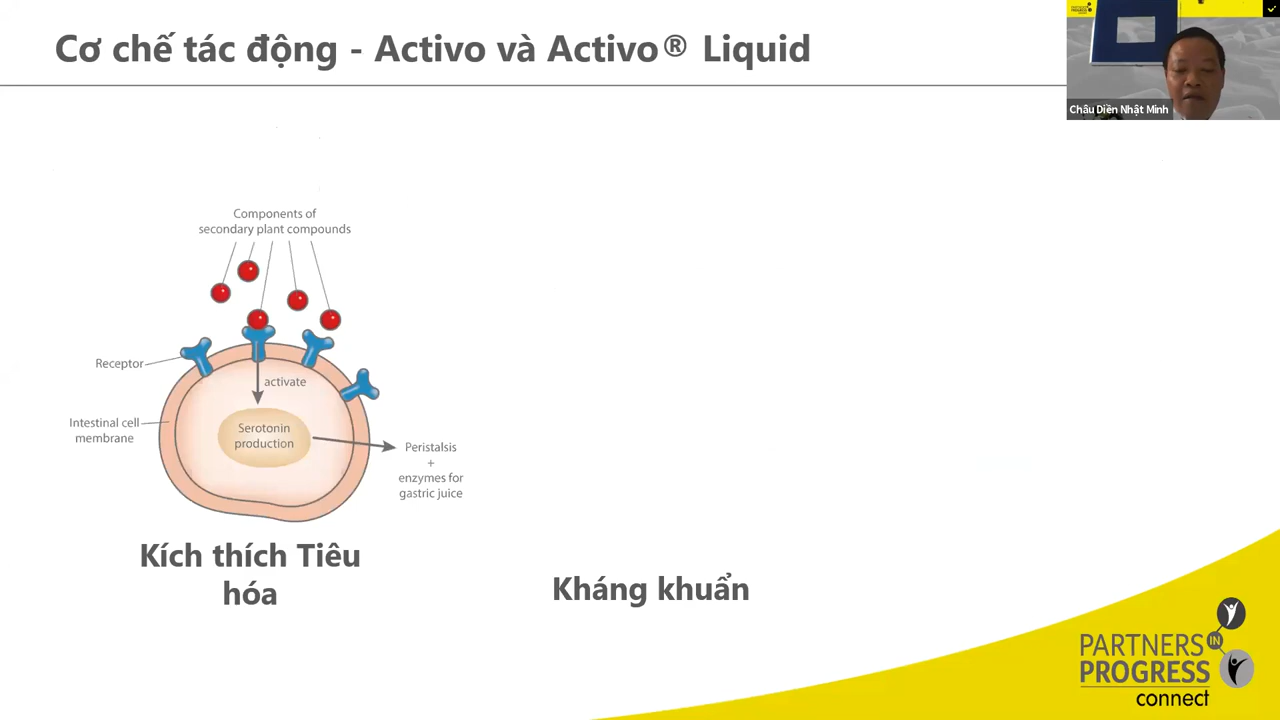 Cơ chế tác động - Activo và Activo® Liquid
Châu Diền Nhật Minh
Components of
secondary plant compounds
Receptor
activate
Intestinal cell
membrane
Serotonin
production
Peristalsis
+
enzymes for
gastric juice
Kích thích Tiêu
hóa
Kháng khuẩn
PARTNERS
IN
PROGRESS
connect